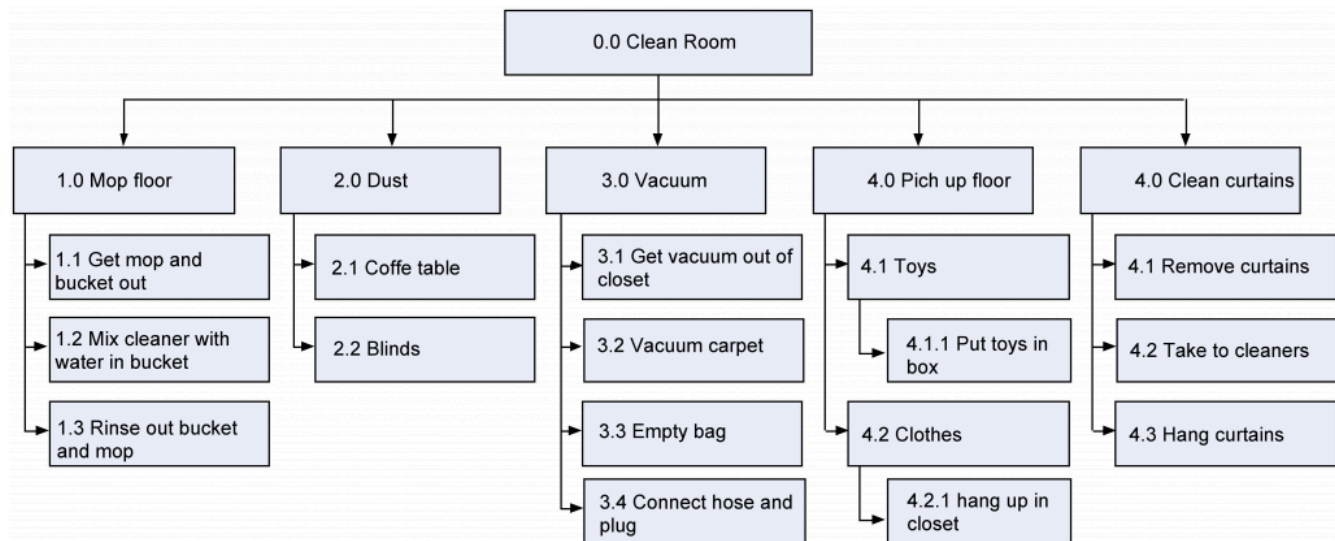 0.0 Clean Room
1.0 Mop floor
1.1 Get mop and
bucket out
1.2 Mix cleaner with
water in bucket
1.3 Rinse out bucket
and mop
2.0 Dust
2.1 Coffe table
2.2 Blinds
3.0 Vacuum
3.1 Get vacuum out of
closet
3.2 Vacuum carpet
3.3 Empty bag
3.4 Connect hose and
plug
4.0 Pich up floor
4.1 Toys
4.1.1 Put toys in
box
4.2 Clothes
4.2.1 hang up in
closet
4.0 Clean curtains
4.1 Remove curtains
4.2 Take to cleaners
4.3 Hang curtains